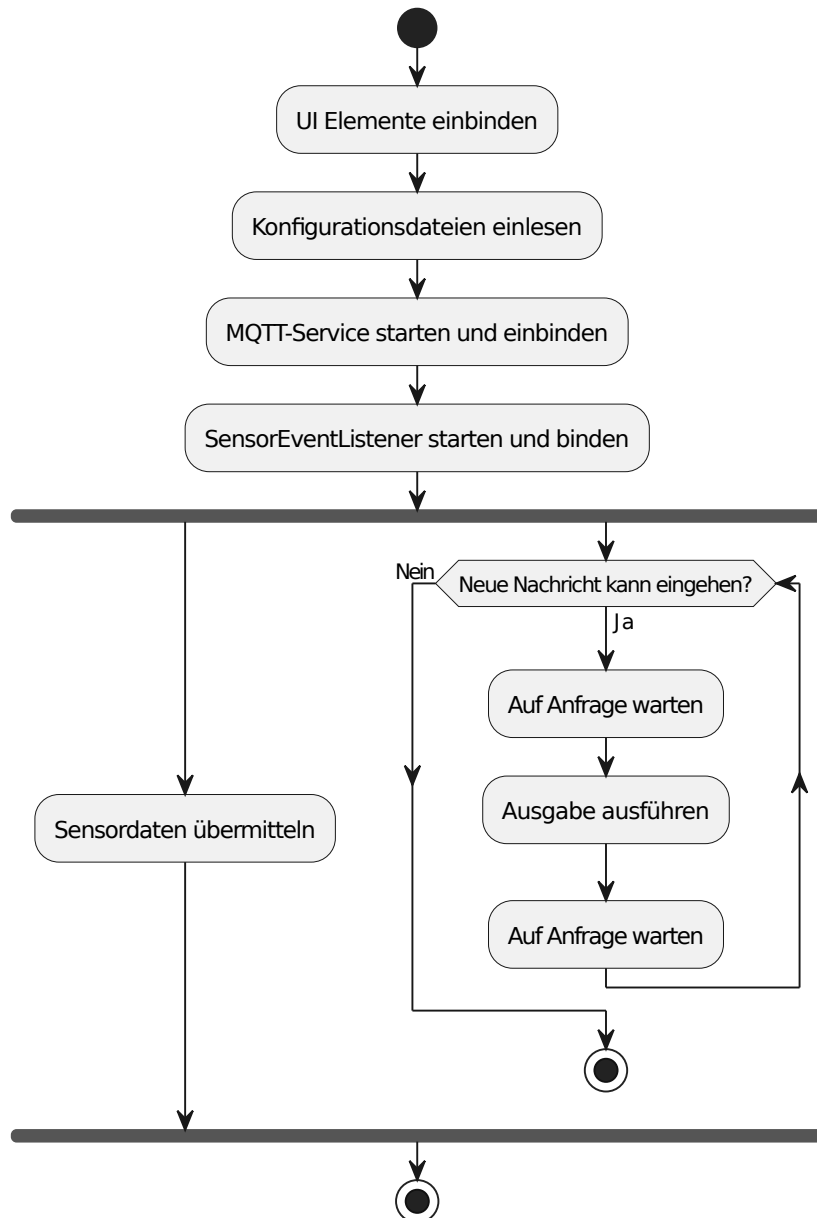 UI Elemente einbinden
Konfigurationsdateien einlesen
MQTT-Service starten und einbinden
SensorEventListener starten und binden
Nein
Neue Nachricht kann eingehen?
Ja
Auf Anfrage warten
Ausgabe ausführen
Sensordaten übermitteln
Auf Anfrage warten